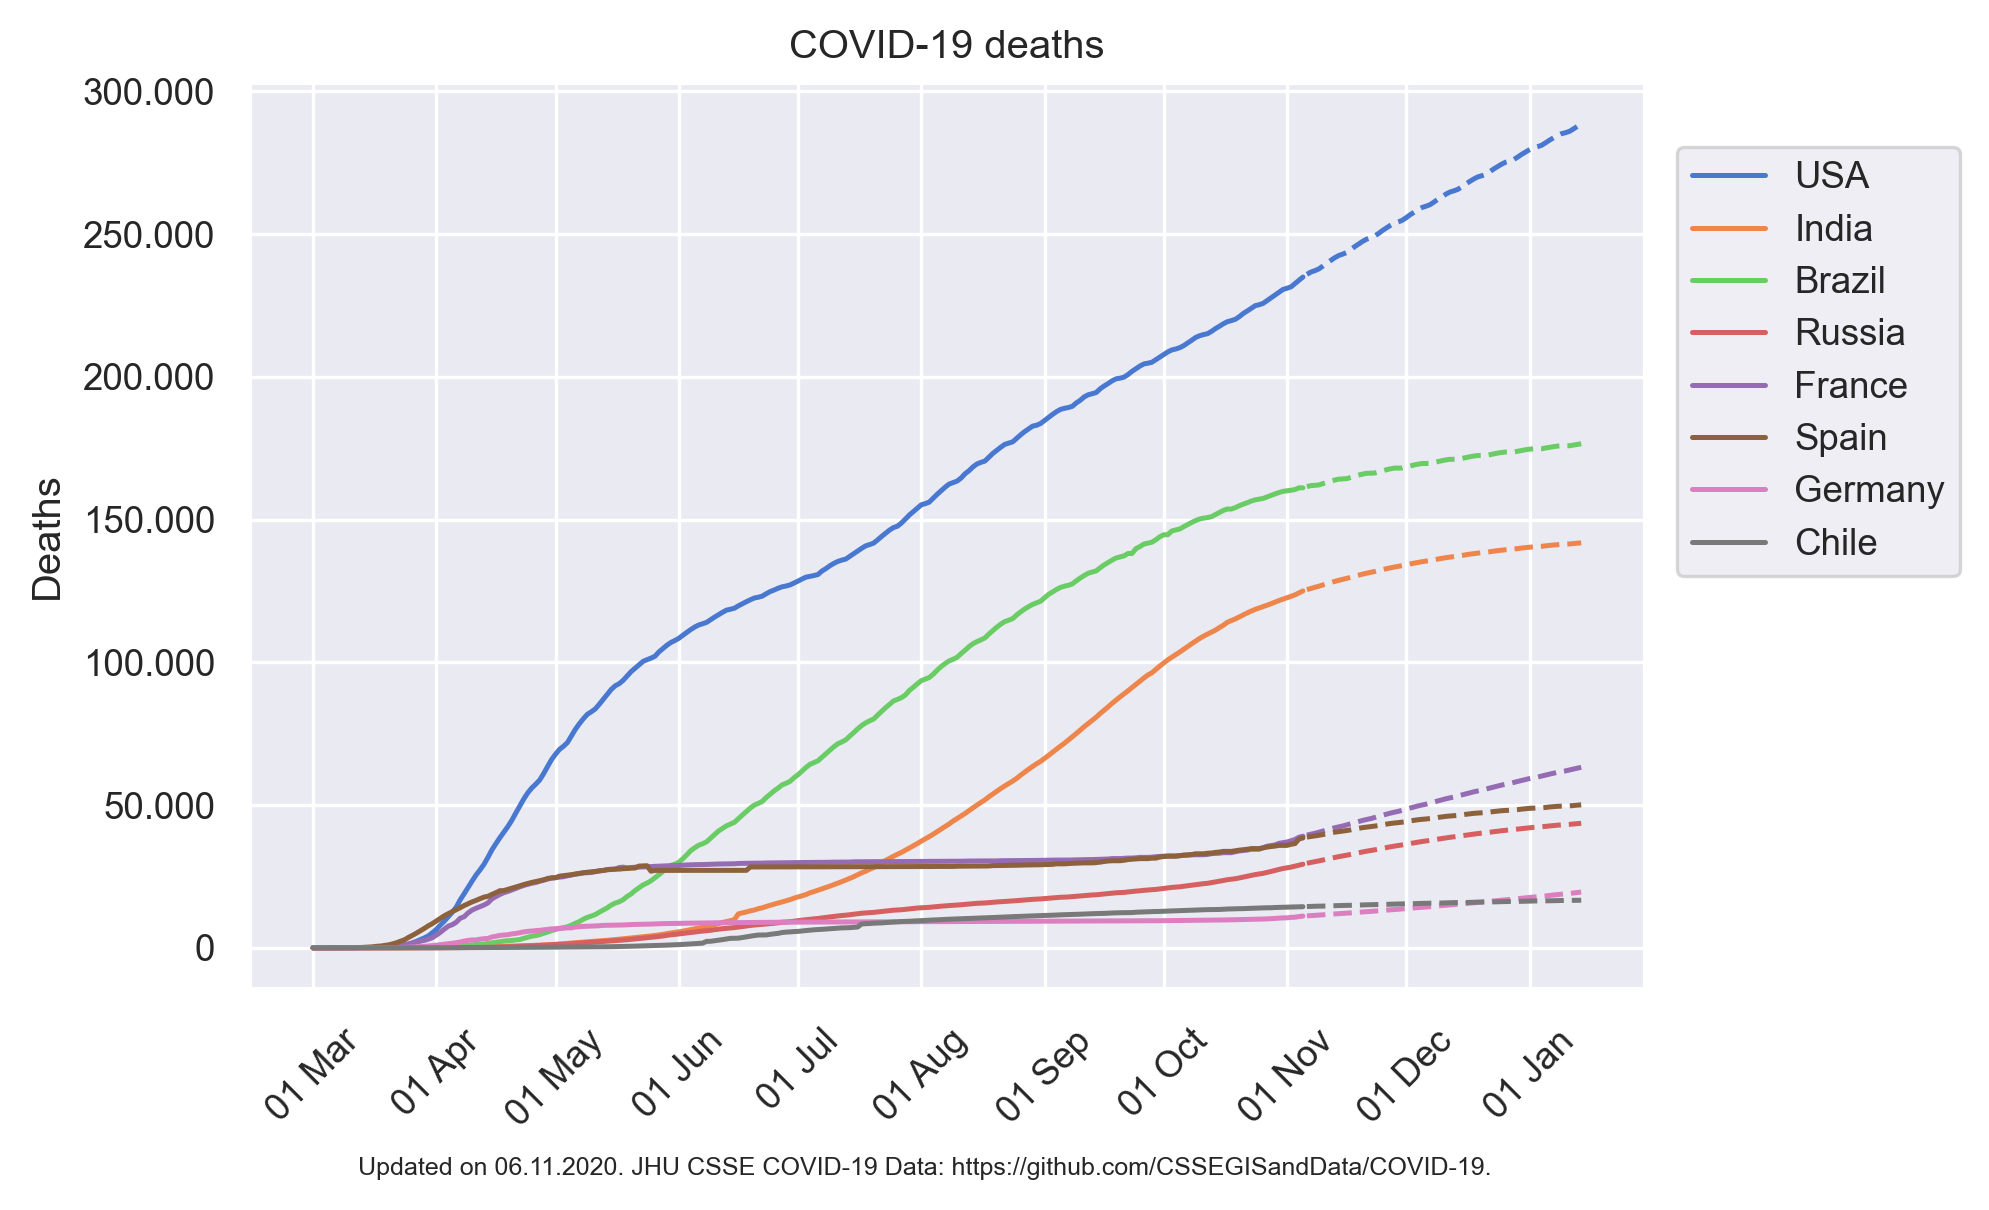 COVID-19 deaths
300.000
250.000
200.000
150.000
100.000
50.000
0
Deaths
01 Mar
01 Apr
01 May
01 Jun
01 Jul
01 Aug
01 Sep
01 Oct
01 Nov
01 Dec
01 Jan
USA
India
Brazil
Russia
France
Spain
Germany
Chile
Updated on 06.11.2020. JHU CSSE COVID-19 Data: https://github.com/CSSEGISandData/COVID-19.